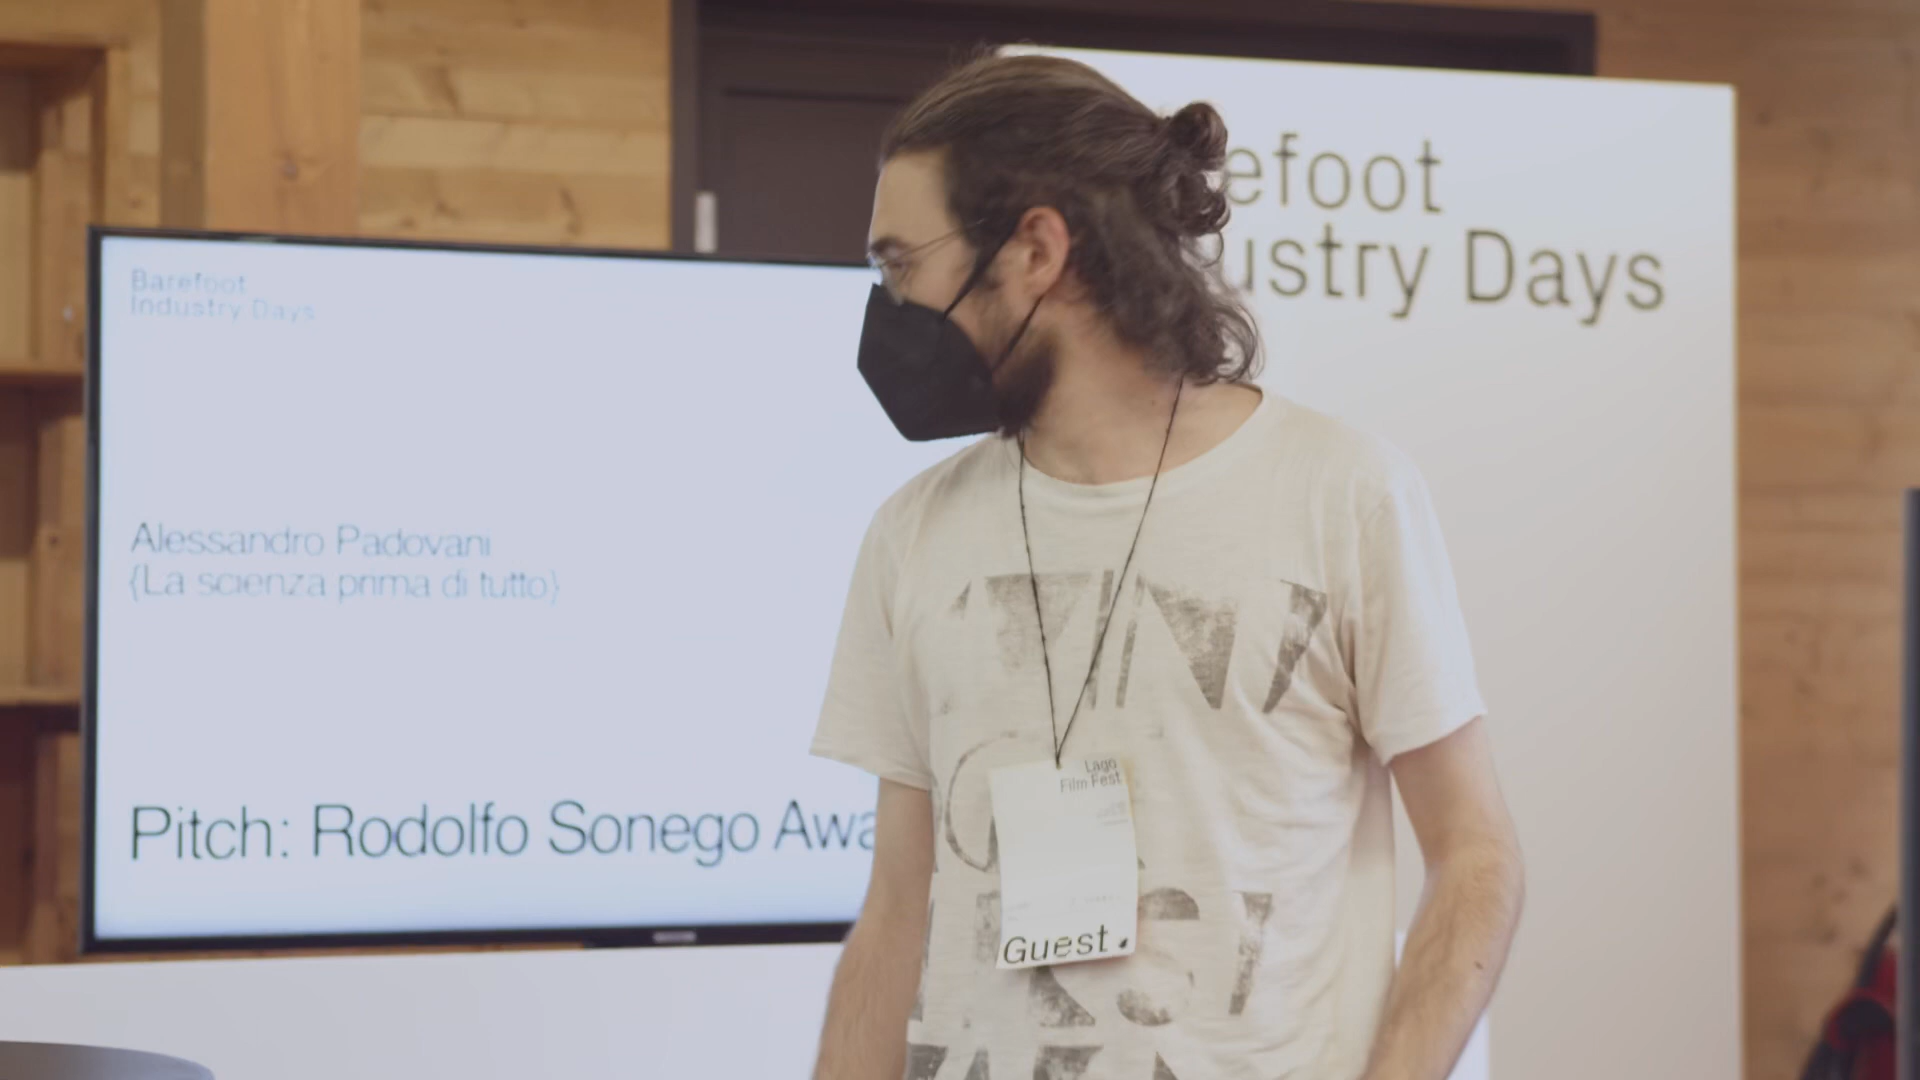 Barefoot
Industry Days
Alessandro Padovani
{La scienza prima di tutto}
Pitch: Rodolfo Sonego Awa
efoot
ustry Days
Lago
Film Fest
Guest